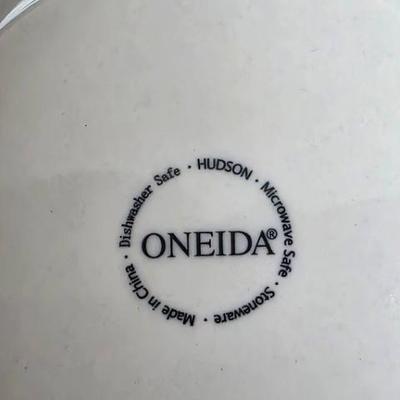 Dishwasher Safe · HUDSON · Microwave Safe · Stoneware · Made in China ·
ONEIDA®